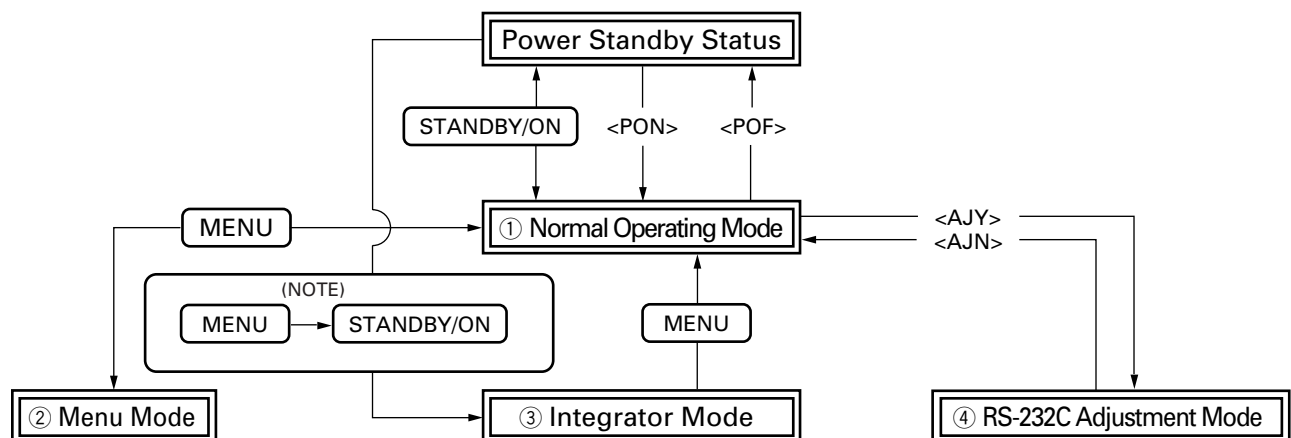 Power Standby Status
STANDBY/ON
<PON>
<POF>
MENU
① Normal Operating Mode
<AJY>
<AJN>
(NOTE)
MENU
STANDBY/ON
MENU
② Menu Mode
③ Integrator Mode
④ RS-232C Adjustment Mode